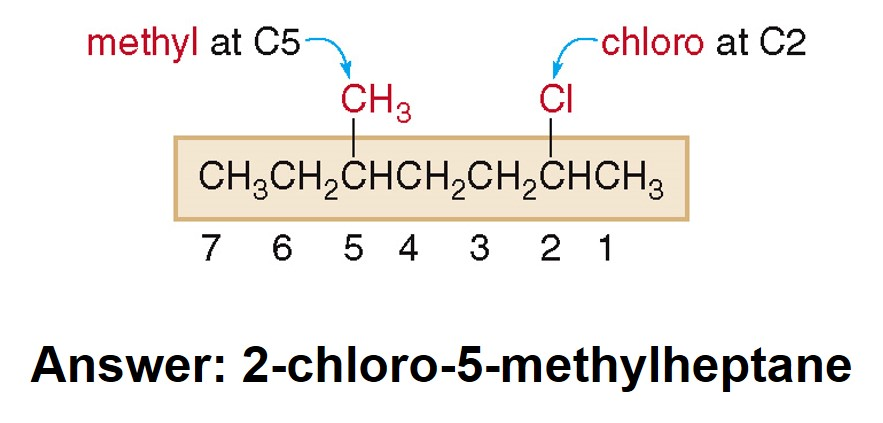 methyl at C5 chloro at C2
CH₃ Cl
CH₃CH₂CHCH₂CH₂CHCH₃
7 6 5 4 3 2 1
Answer: 2-chloro-5-methylheptane